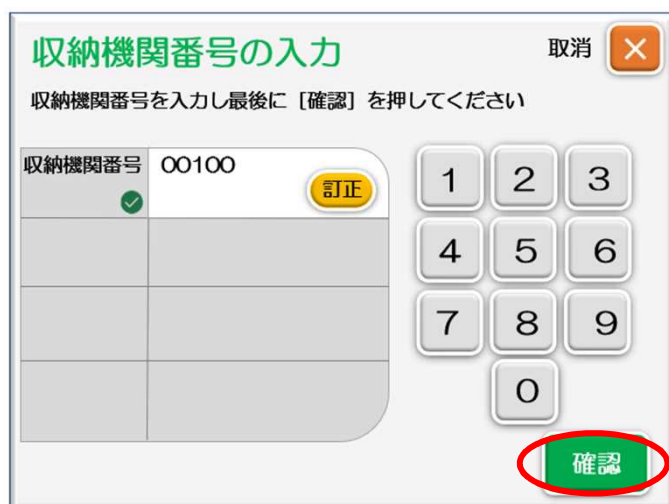 収納機関番号の入力
取消
収納機関番号を入力し最後に［確認］を押してください
収納機関番号 00100
訂正
1 2 3
4 5 6
7 8 9
0
確認